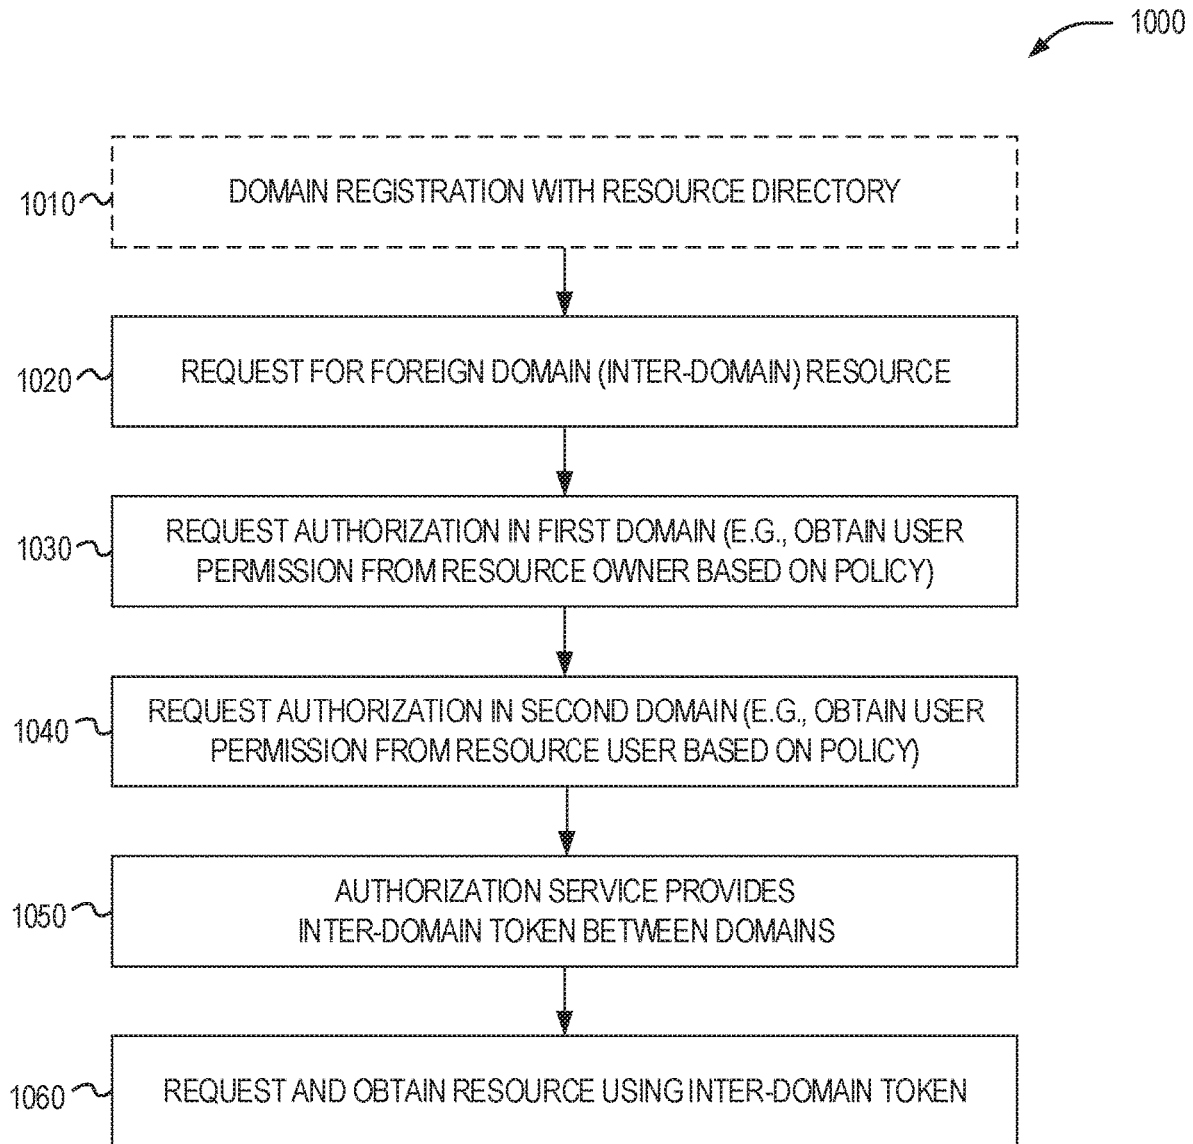 1000
1010
DOMAIN REGISTRATION WITH RESOURCE DIRECTORY
1020
REQUEST FOR FOREIGN DOMAIN (INTER-DOMAIN) RESOURCE
1030
REQUEST AUTHORIZATION IN FIRST DOMAIN (E.G., OBTAIN USER
PERMISSION FROM RESOURCE OWNER BASED ON POLICY)
1040
REQUEST AUTHORIZATION IN SECOND DOMAIN (E.G., OBTAIN USER
PERMISSION FROM RESOURCE USER BASED ON POLICY)
1050
AUTHORIZATION SERVICE PROVIDES
INTER-DOMAIN TOKEN BETWEEN DOMAINS
1060
REQUEST AND OBTAIN RESOURCE USING INTER-DOMAIN TOKEN